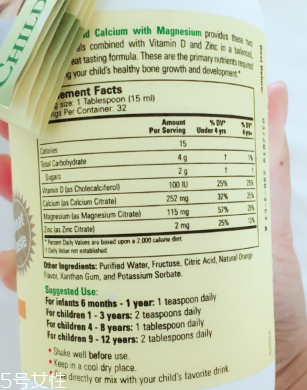 CHILD
d Calcium with Magnesium provides these two
als combined with Vitamin D and Zinc in a balanced,
eat tasting formula. These are the primary nutrients required
g your child's healthy bone growth and development.*
Best Before:
ement Facts
g size: 1 Tablespoon (15 ml)
ngs Per Container: 32
Amount Per Serving % DV* Under 4 yrs % DV* 4 yrs+
Calories 15
Total Carbohydrate 4 g † 1%
Sugars 2 g † †
Vitamin D (as Cholecalciferol) 100 IU 25% 25%
Calcium (as Calcium Citrate) 252 mg 32% 25%
Magnesium (as Magnesium Citrate) 115 mg 57% 29%
Zinc (as Zinc Citrate) 2 mg 25% 13%
* Percent Daily Values are based upon a 2,000 calorie diet.
† Daily Value not established.
Other Ingredients: Purified Water, Fructose, Citric Acid, Natural Orange
Flavor, Xanthan Gum, and Potassium Sorbate.
Suggested Use:
For infants 6 months - 1 year: 1 teaspoon daily
For children 1 - 3 years: 2 teaspoons daily
For children 4 - 8 years: 1 tablespoon daily
For children 9 - 12 years: 2 tablespoons daily
• Shake well before use.
• Keep in a cool dry place.
directly or mix with your child's favorite drink.
5号女性